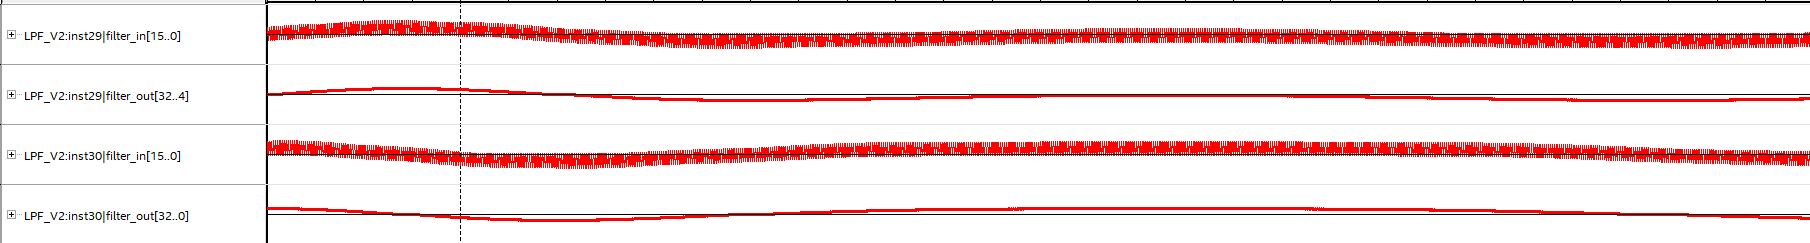 LPF_V2:inst29|filter_in[15..0]
LPF_V2:inst29|filter_out[32..4]
LPF_V2:inst30|filter_in[15..0]
LPF_V2:inst30|filter_out[32..0]